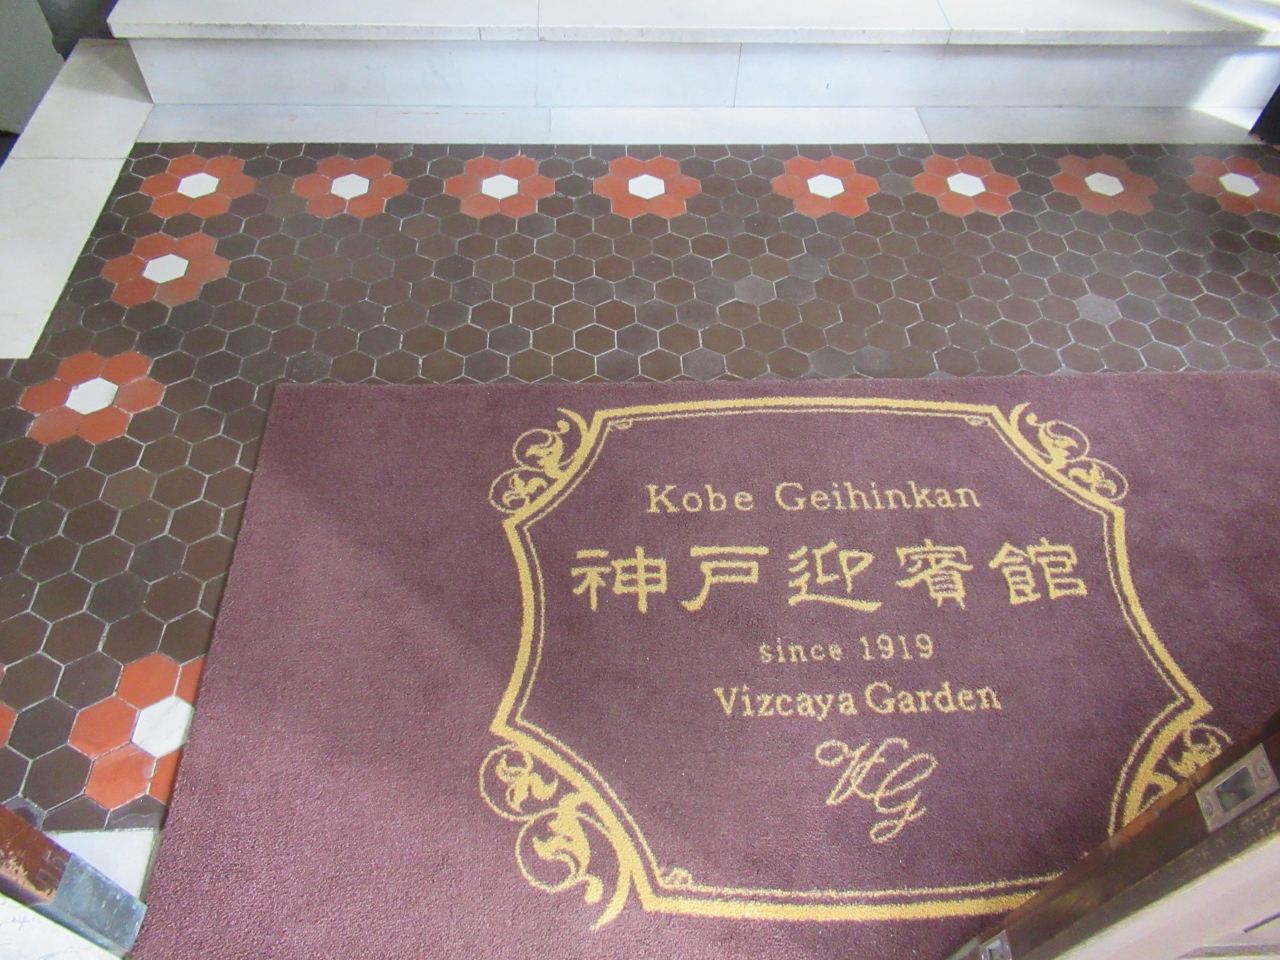 Kobe Geihinkan
神戸迎賓館
since 1919
Vizcaya Garden
VG